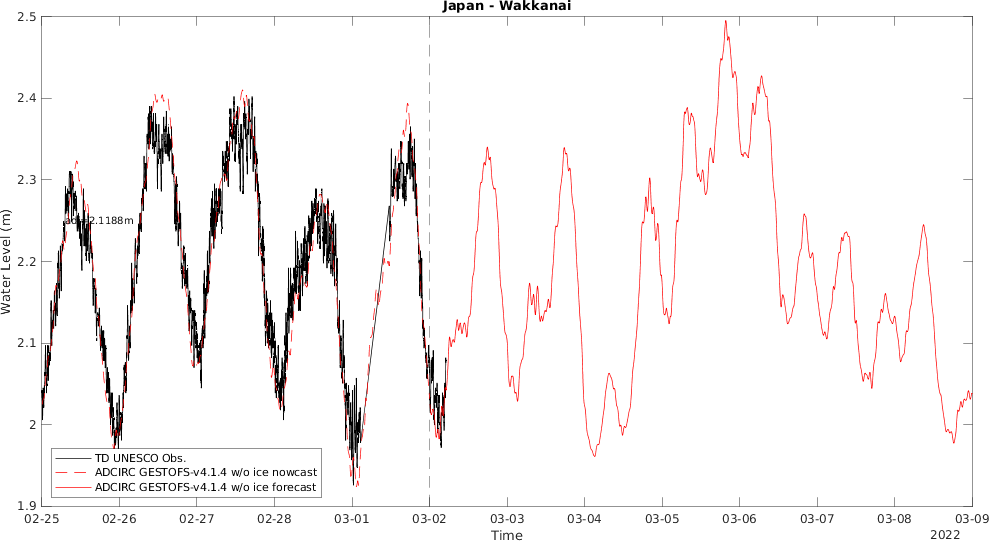 Japan - Wakkanai
Water Level (m)
2.5
2.4
2.3
2.2
2.1
2
1.9
=2.1188m
TD UNESCO Obs.
ADCIRC GESTOFS-v4.1.4 w/o ice nowcast
ADCIRC GESTOFS-v4.1.4 w/o ice forecast
02-25 02-26 02-27 02-28 03-01 03-02 03-03 03-04 03-05 03-06 03-07 03-08 03-09
Time
2022